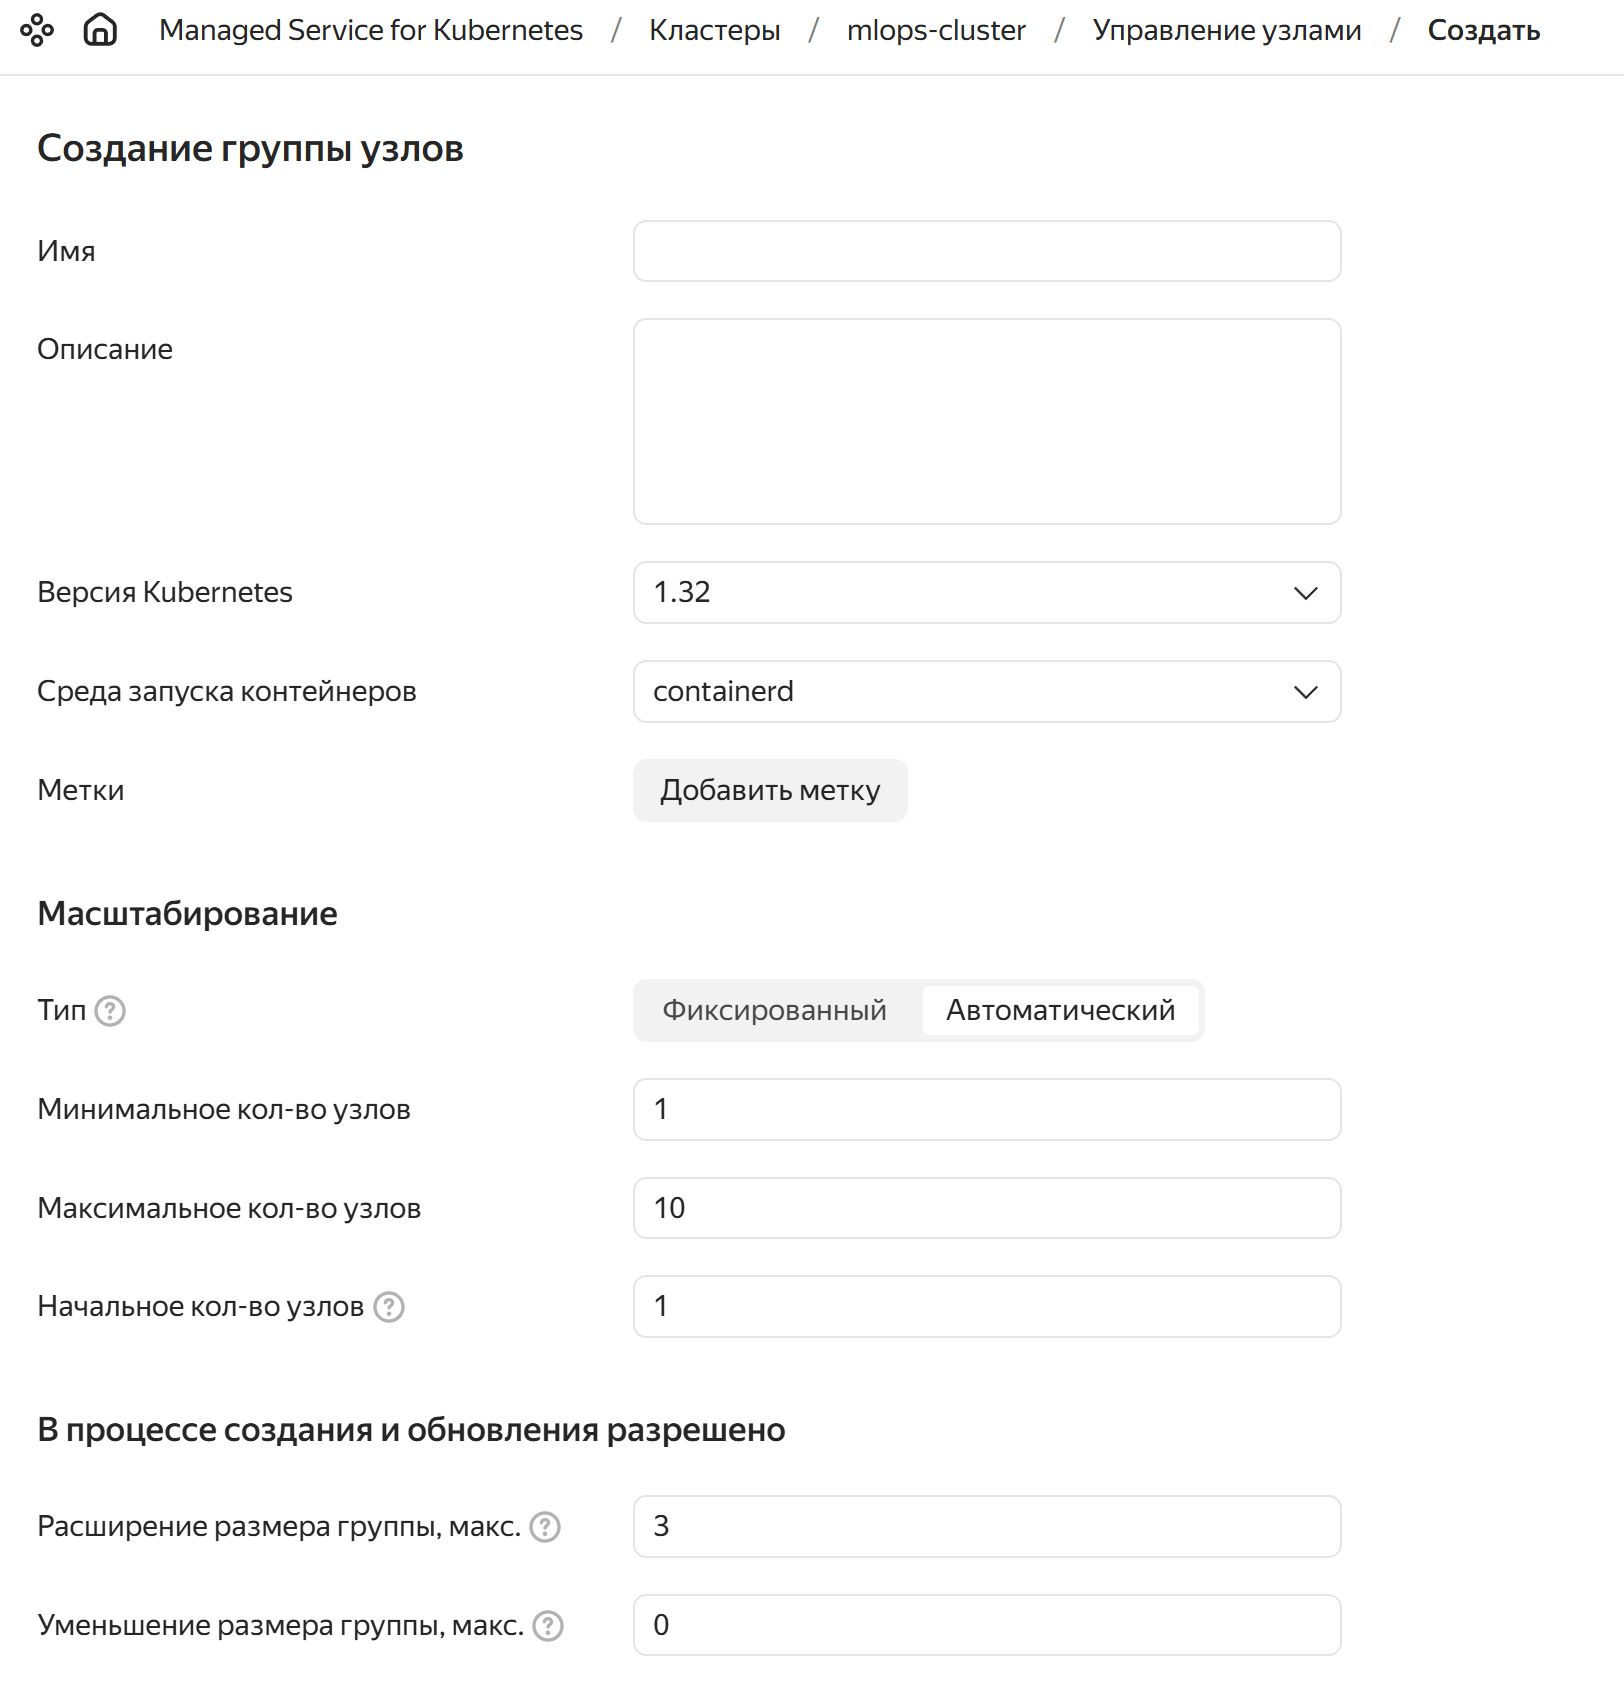 Managed Service for Kubernetes / Кластеры / mlops-cluster / Управление узлами / Создать
Создание группы узлов
Имя
Описание
Версия Kubernetes 1.32
Среда запуска контейнеров containerd
Метки Добавить метку
Масштабирование
Тип ? Фиксированный Автоматический
Минимальное кол-во узлов 1
Максимальное кол-во узлов 10
Начальное кол-во узлов ? 1
В процессе создания и обновления разрешено
Расширение размера группы, макс. ? 3
Уменьшение размера группы, макс. ? 0